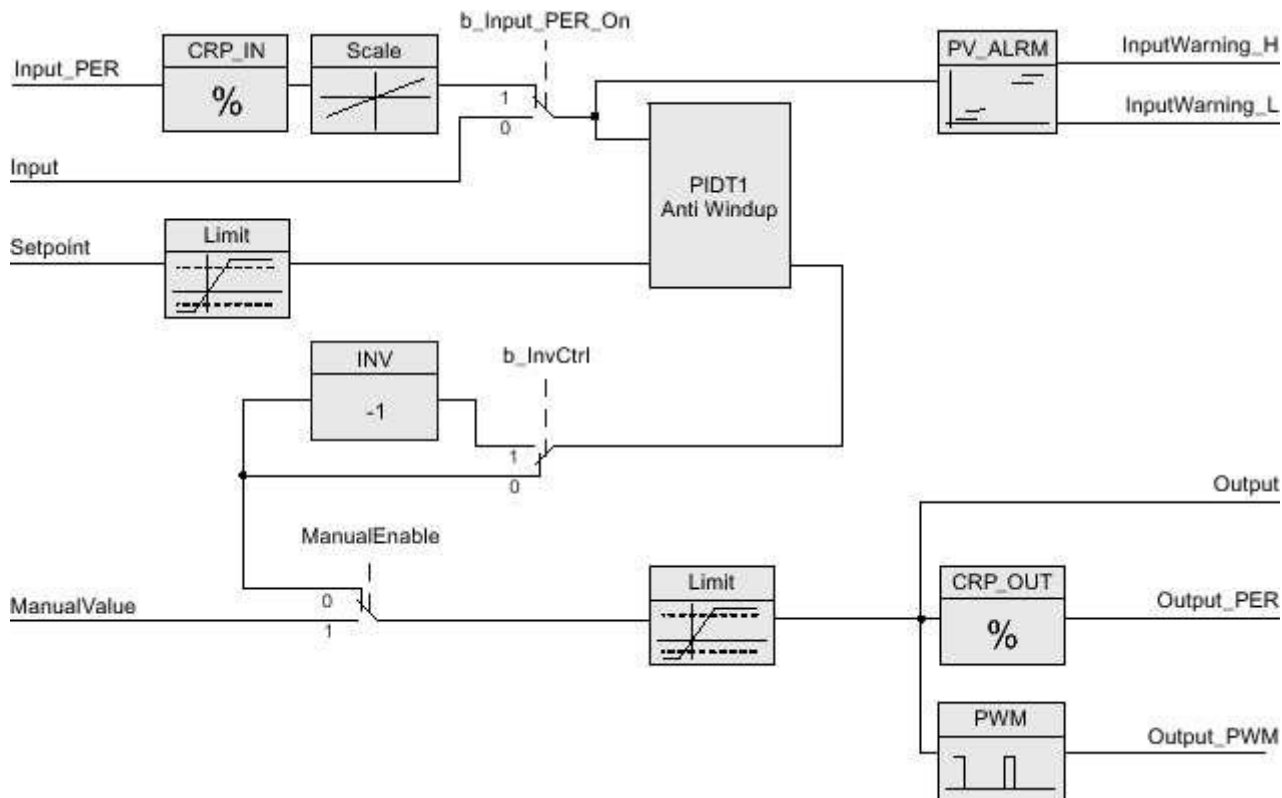 b_Input_PER_On
CRP_IN
Scale
PV_ALRM
InputWarning_H
Input_PER
%
1
0
InputWarning_L
Input
PIDT1
Anti Windup
Setpoint
Limit
INV
b_InvCtrl
-1
1
0
Output
ManualEnable
ManualValue
0
1
Limit
CRP_OUT
Output_PER
%
PWM
Output_PWM